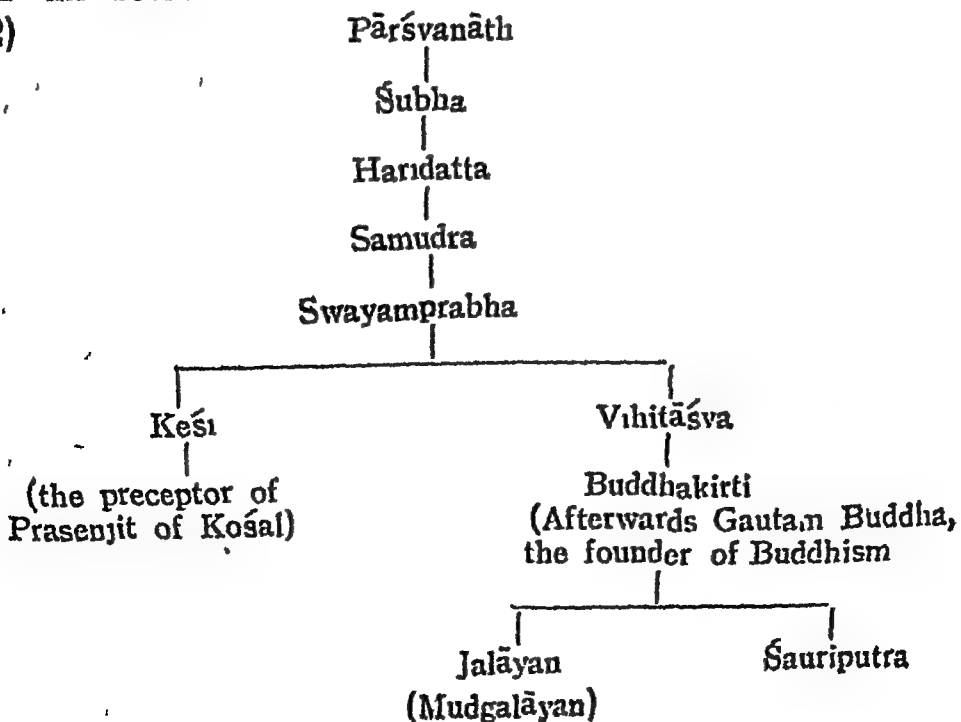 2)
Pārśvanāth
Śubha
Haridatta
Samudra
Swayamprabha
Keśi
Vihitāśva
(the preceptor of
Prasenjit of Kośal)
Buddhakirti
(Afterwards Gautam Buddha,
the founder of Buddhism
Jalāyan
(Mudgalāyan)
Śauriputra